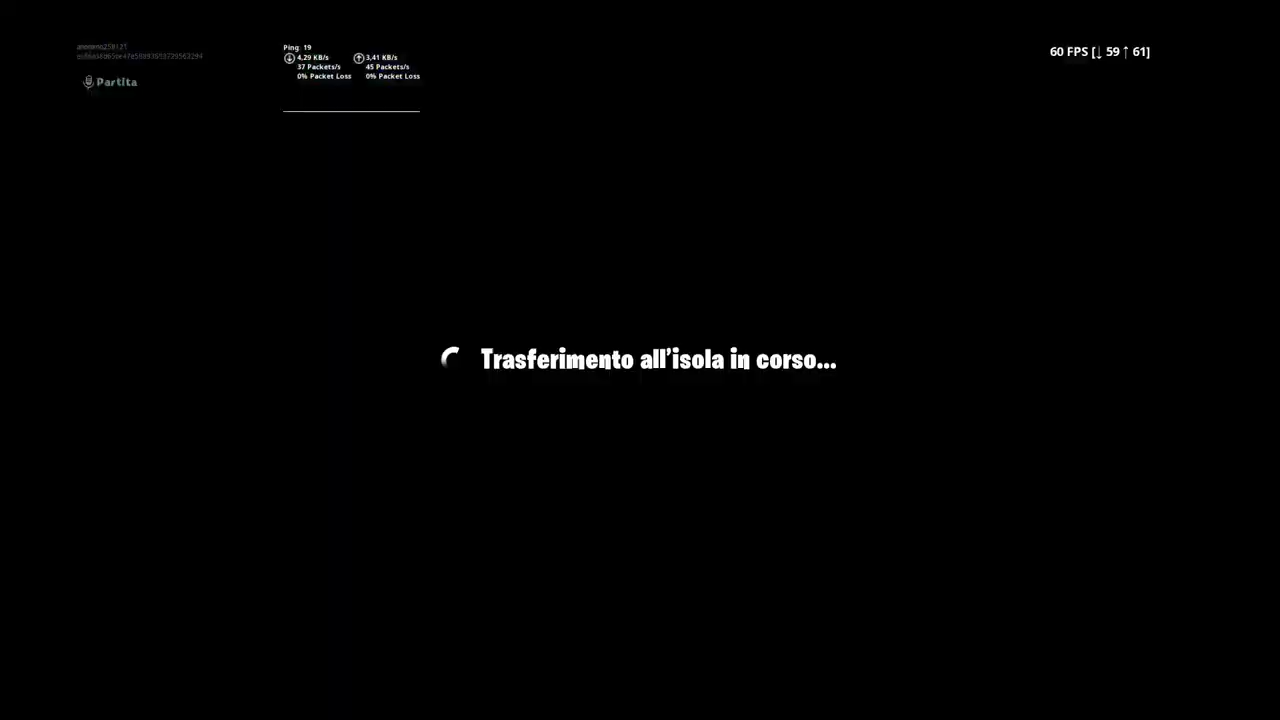 Partita
Ping: 19
4,29 KB/s
37 Packets/s
0% Packet Loss
3,41 KB/s
45 Packets/s
0% Packet Loss
60 FPS [↓ 59 ↑ 61]
Trasferimento all'isola in corso...